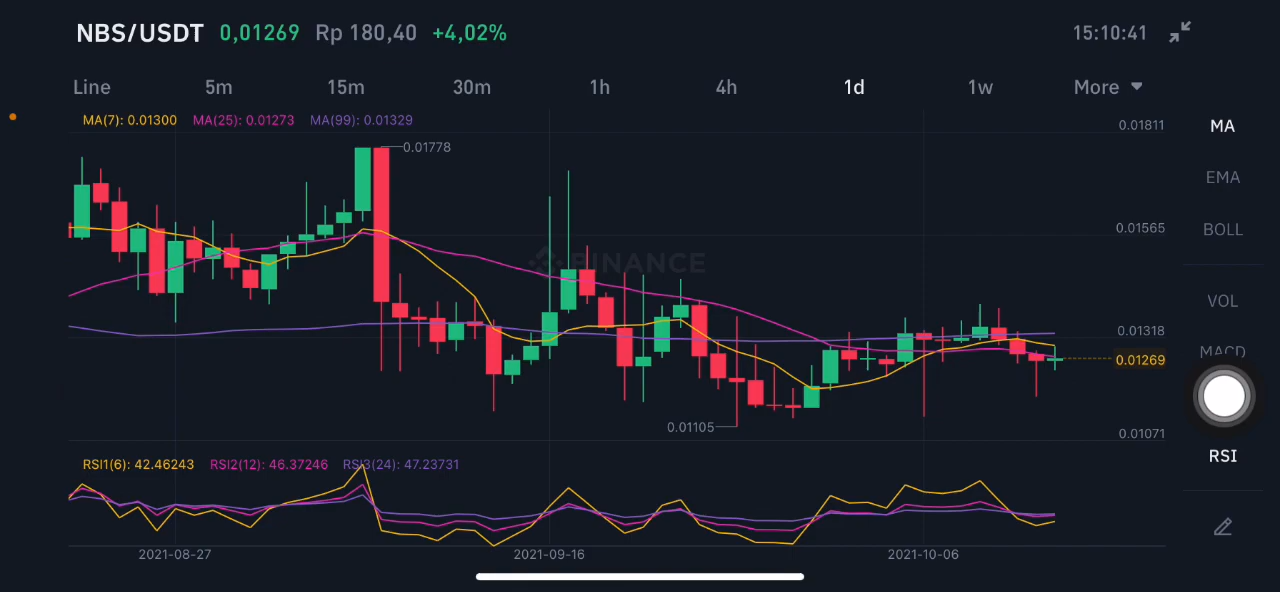 NBS/USDT 0,01269 Rp 180,40 +4,02% 15:10:41
Line 5m 15m 30m 1h 4h 1d 1w More
MA(7): 0.01300 MA(25): 0.01273 MA(99): 0.01329
0.01811
MA
0.01778
EMA
0.01565
BOLL
BINANCE
VOL
0.01318
MACD
0.01269
0.01105
0.01071
RSI
RSI1(6): 42.46243 RSI2(12): 46.37246 RSI3(24): 47.23731
2021-08-27 2021-09-16 2021-10-06